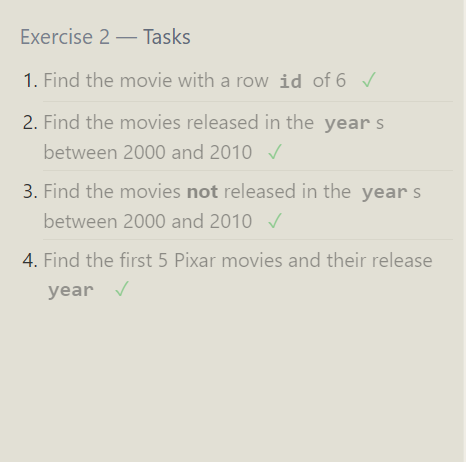 Exercise 2 — Tasks
1. Find the movie with a row id of 6 ✓
2. Find the movies released in the year s
between 2000 and 2010 ✓
3. Find the movies not released in the year s
between 2000 and 2010 ✓
4. Find the first 5 Pixar movies and their release
year ✓